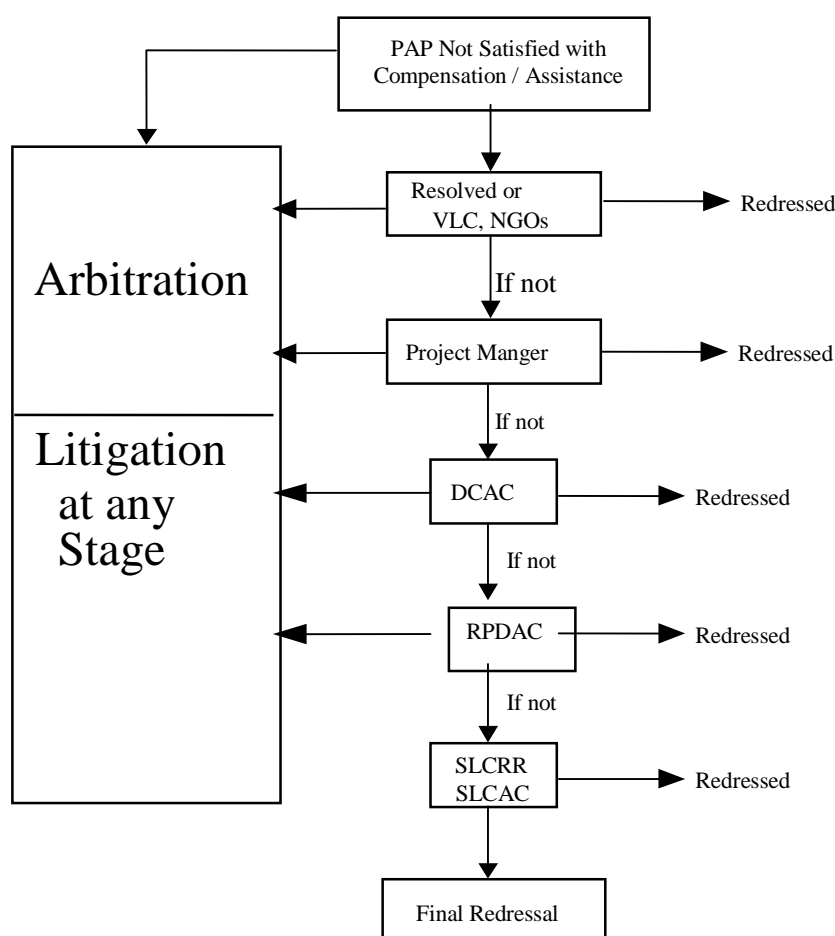 PAP Not Satisfied with
Compensation / Assistance
Resolved or
VLC, NGOs
Redressed
Arbitration
If not
Project Manger
Redressed
If not
Litigation
at any
Stage
DCAC
Redressed
If not
RPDAC
Redressed
If not
SLCRR
SLCAC
Redressed
Final Redressal